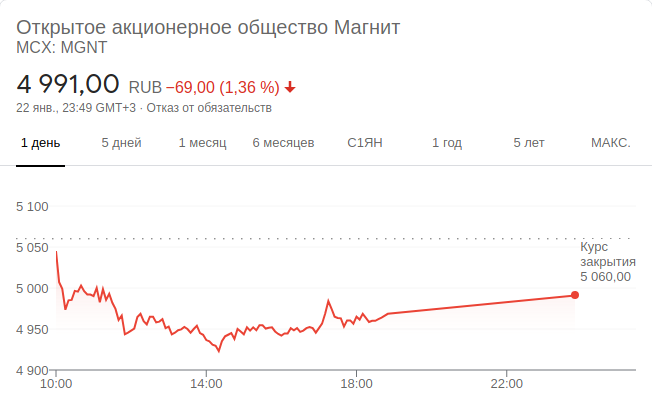 Открытое акционерное общество Магнит
MCX: MGNT
4 991,00 RUB −69,00 (1,36 %)
22 янв., 23:49 GMT+3 · Отказ от обязательств
1 день 5 дней 1 месяц 6 месяцев С1ЯН 1 год 5 лет МАКС.
5 100
5 050
5 000
4 950
4 900
Курс
закрытия
5 060,00
10:00 14:00 18:00 22:00